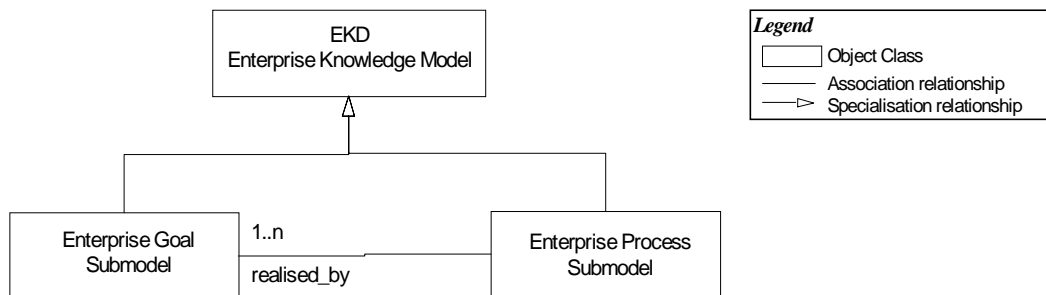 EKD
Enterprise Knowledge Model
Legend
Object Class
Association relationship
Specialisation relationship
Enterprise Goal
Submodel
1..n
realised_by
Enterprise Process
Submodel